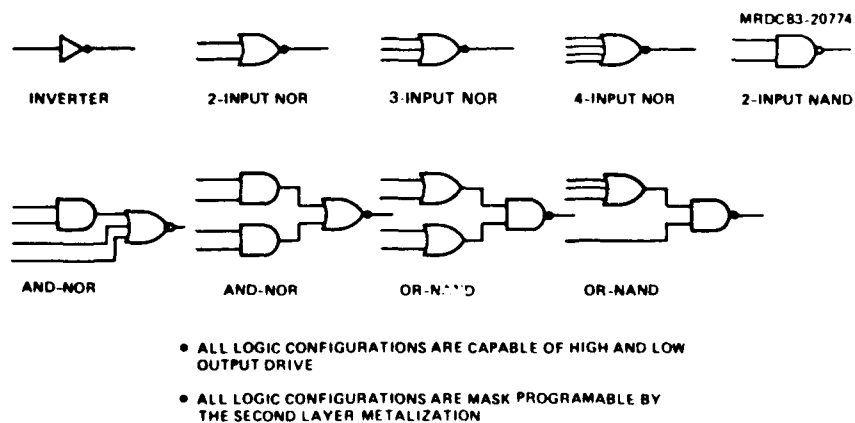 MRDC83-20774
INVERTER
2-INPUT NOR
3-INPUT NOR
4-INPUT NOR
2-INPUT NAND
AND-NOR
AND-NOR
OR-NAND
OR-NAND
• ALL LOGIC CONFIGURATIONS ARE CAPABLE OF HIGH AND LOW
OUTPUT DRIVE
• ALL LOGIC CONFIGURATIONS ARE MASK PROGRAMABLE BY
THE SECOND LAYER METALIZATION